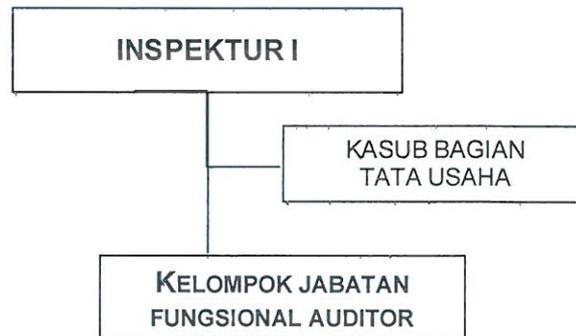 INSPEKTUR I
KASUB BAGIAN
TATA USAHA
KELOMPOK JABATAN
FUNGSIONAL AUDITOR